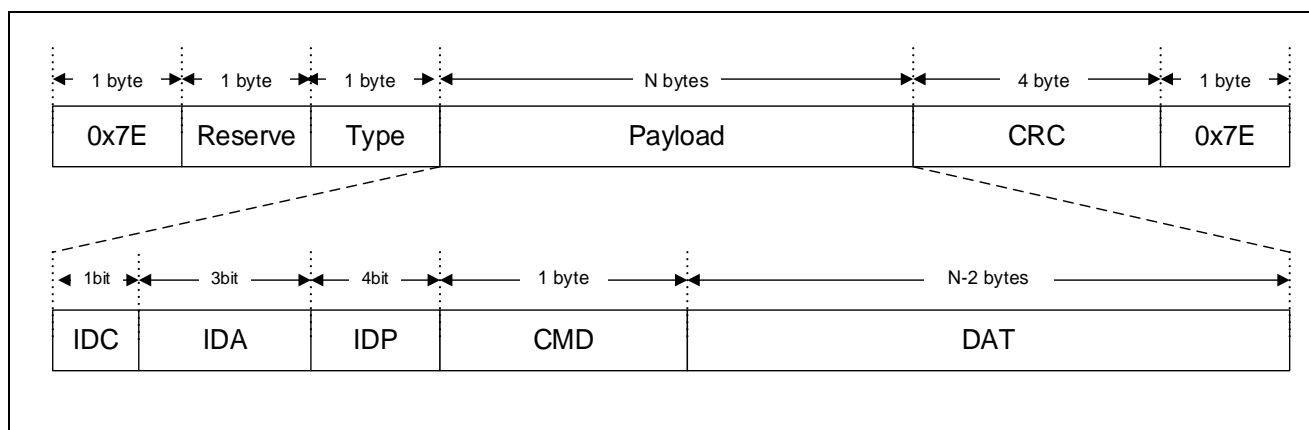 1 byte 1 byte 1 byte N bytes 4 byte 1 byte
0x7E Reserve Type Payload CRC 0x7E
1bit 3bit 4bit 1 byte N-2 bytes
IDC IDA IDP CMD DAT